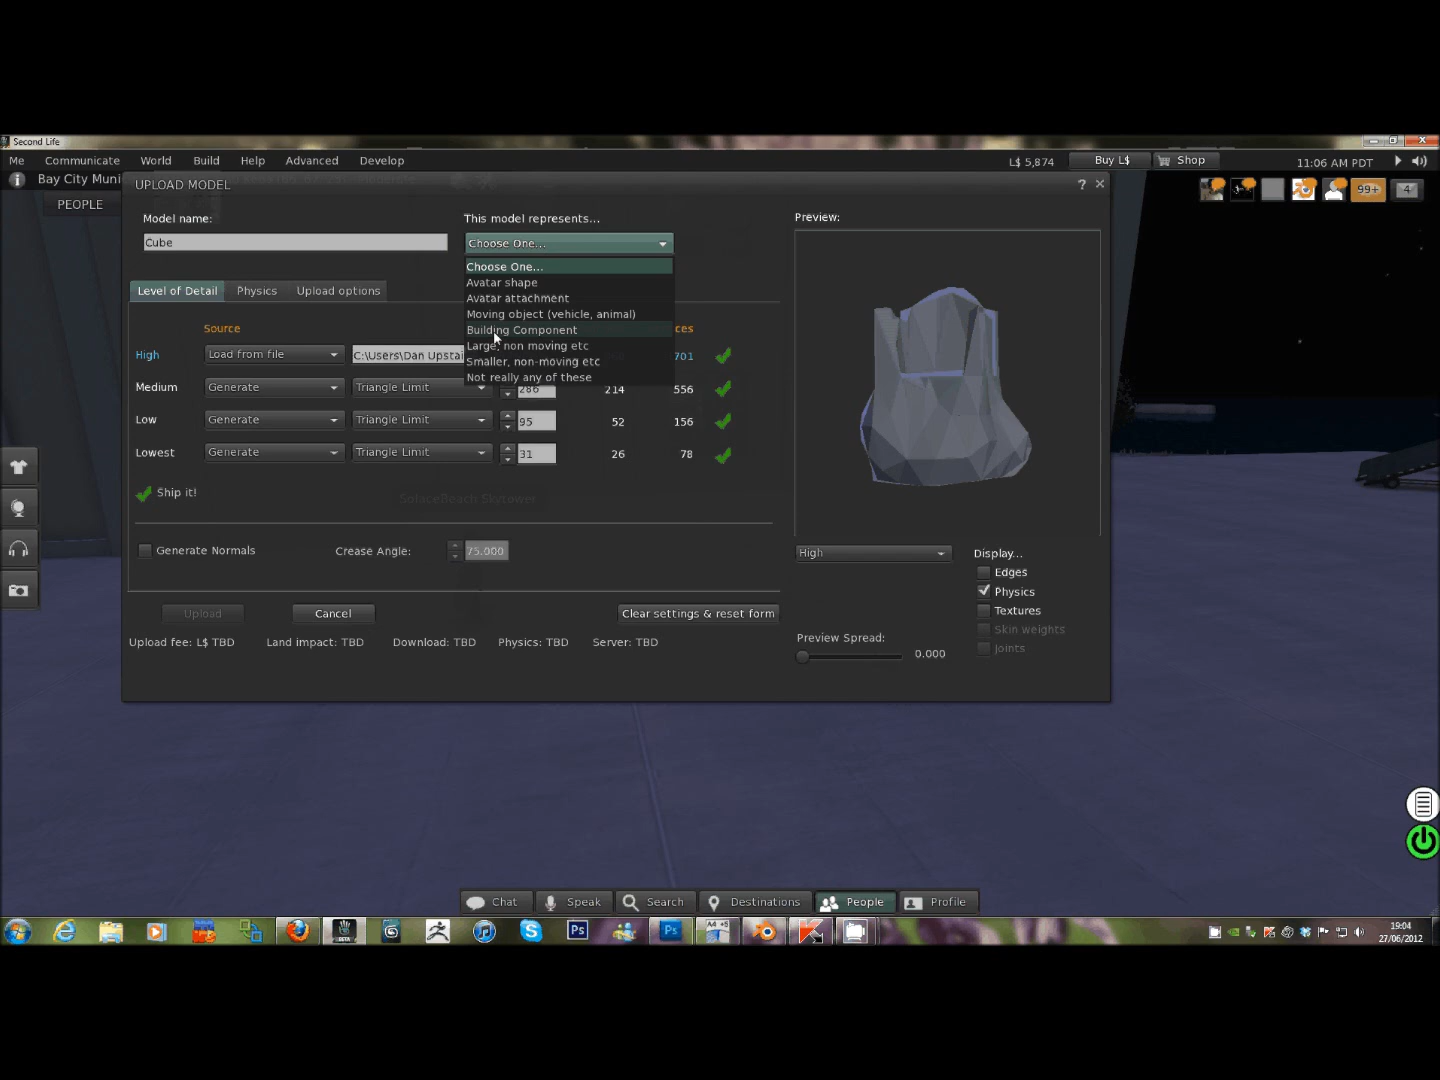 Second Life
Me Communicate World Build Help Advanced Develop L$ 5,874 Buy L$ Shop 11:06 AM PDT
Bay City Muni
PEOPLE
99+ 4
UPLOAD MODEL ?
Model name: This model represents... Preview:
Cube Choose One...
Choose One...
Avatar shape
Avatar attachment
Moving object (vehicle, animal)
Building Component
Large, non moving etc
Smaller, non-moving etc
Not really any of these
Level of Detail Physics Upload options
Source ces
High Load from file C:\Users\Dan Upstai 701
Medium Generate Triangle Limit 286 214 556
Low Generate Triangle Limit 95 52 156
Lowest Generate Triangle Limit 31 26 78
Ship it!
SolaceBeach Skytower
Generate Normals Crease Angle: 75.000
High Display...
Edges
Physics
Textures
Skin weights
Joints
Upload Cancel Clear settings & reset form
Upload fee: L$ TBD Land impact: TBD Download: TBD Physics: TBD Server: TBD
Preview Spread:
0.000
Chat Speak Search Destinations People Profile
BETA Ps Ps
19:04
27/06/2012